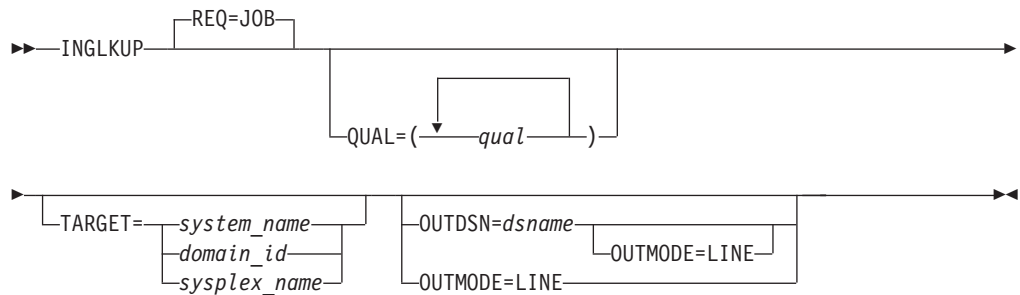 REQ=JOB
INGLKUP
QUAL=( qual )
TARGET= system_name OUTDSN=dsname
domain_id OUTMODE=LINE
sysplex_name OUTMODE=LINE